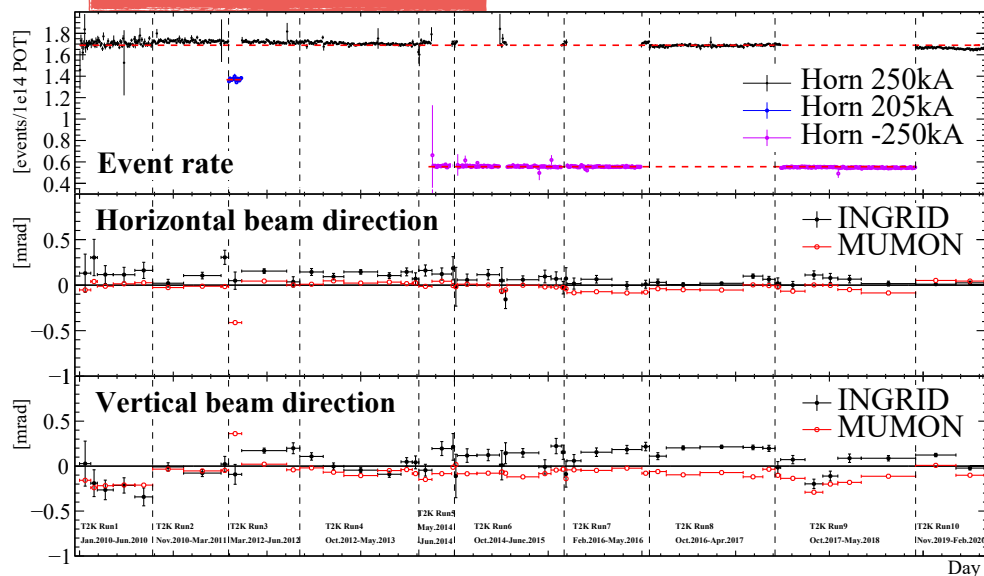 [events/1e14 POT]
1.8
1.6
1.4
1.2
1
0.8
0.6
0.4
Horn 250kA
Horn 205kA
Horn -250kA
Event rate
[mrad]
0.5
0
−0.5
−1
Horizontal beam direction
INGRID
MUMON
[mrad]
0.5
0
−0.5
−1
Vertical beam direction
INGRID
MUMON
T2K Run1
Jan.2010-Jun.2010
T2K Run2
Nov.2010-Mar.2011
T2K Run3
Mar.2012-Jun.2012
T2K Run4
Oct.2012-May.2013
T2K Run5
May.2014
Jun.2014
T2K Run6
Oct.2014-June.2015
T2K Run7
Feb.2016-May.2016
T2K Run8
Oct.2016-Apr.2017
T2K Run9
Oct.2017-May.2018
T2K Run10
Nov.2019-Feb.2020
Day